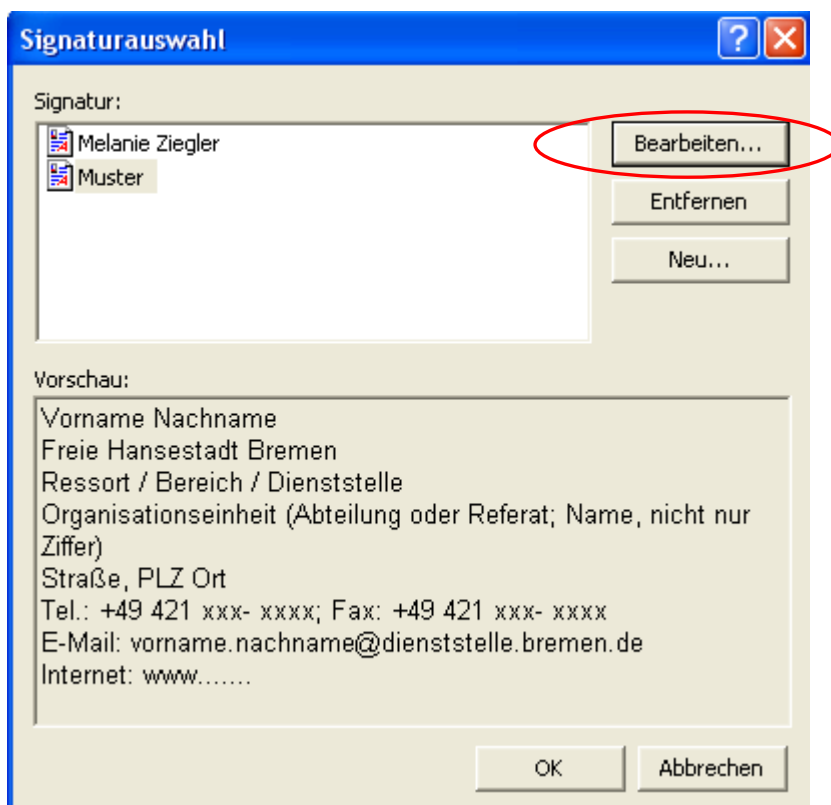 Signaturauswahl
Signatur:
Melanie Ziegler
Muster
Bearbeiten...
Entfernen
Neu...
Vorschau:
Vorname Nachname
Freie Hansestadt Bremen
Ressort / Bereich / Dienststelle
Organisationseinheit (Abteilung oder Referat; Name, nicht nur
Ziffer)
Straße, PLZ Ort
Tel.: +49 421 xxx- xxxx; Fax: +49 421 xxx- xxxx
E-Mail: vorname.nachname@dienststelle.bremen.de
Internet: www.......
OK
Abbrechen